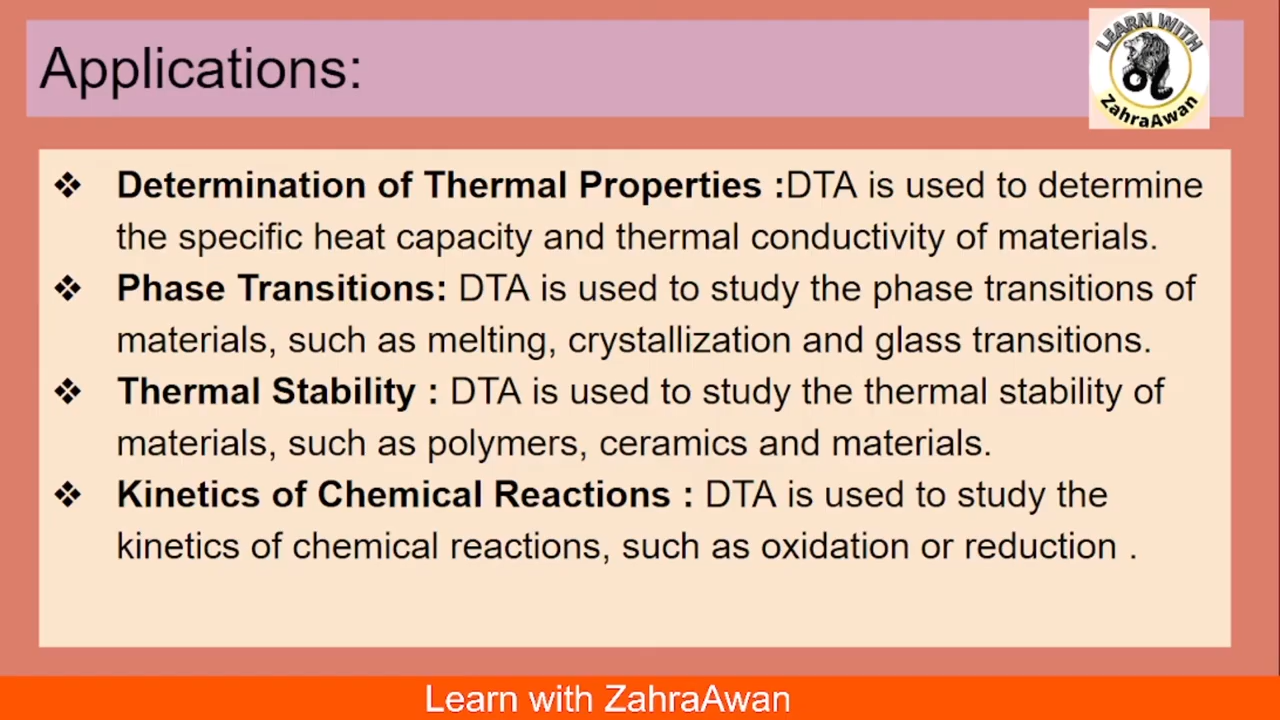 Applications:
LEARN WITH
ZahraAwan
❖ Determination of Thermal Properties :DTA is used to determine
the specific heat capacity and thermal conductivity of materials.
❖ Phase Transitions: DTA is used to study the phase transitions of
materials, such as melting, crystallization and glass transitions.
❖ Thermal Stability : DTA is used to study the thermal stability of
materials, such as polymers, ceramics and materials.
❖ Kinetics of Chemical Reactions : DTA is used to study the
kinetics of chemical reactions, such as oxidation or reduction .
Learn with ZahraAwan